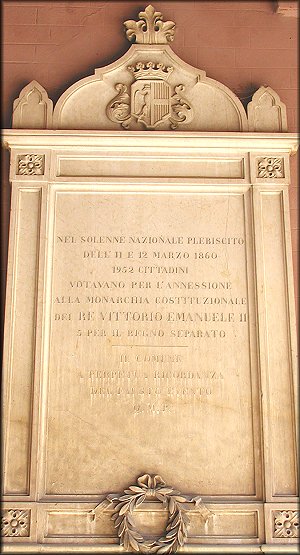 NEL SOLENNE NAZIONALE PLEBISCITO
DELL'11 E 12 MARZO 1860
1952 CITTADINI
VOTAVANO PER L'ANNESSIONE
ALLA MONARCHIA COSTITUZIONALE
DEL RE VITTORIO EMANUELE II
5 PER IL REGNO SEPARATO
IL COMUNE
A PERPETUA RICORDANZA
DEL FAUSTO EVENTO
Q. M. P.